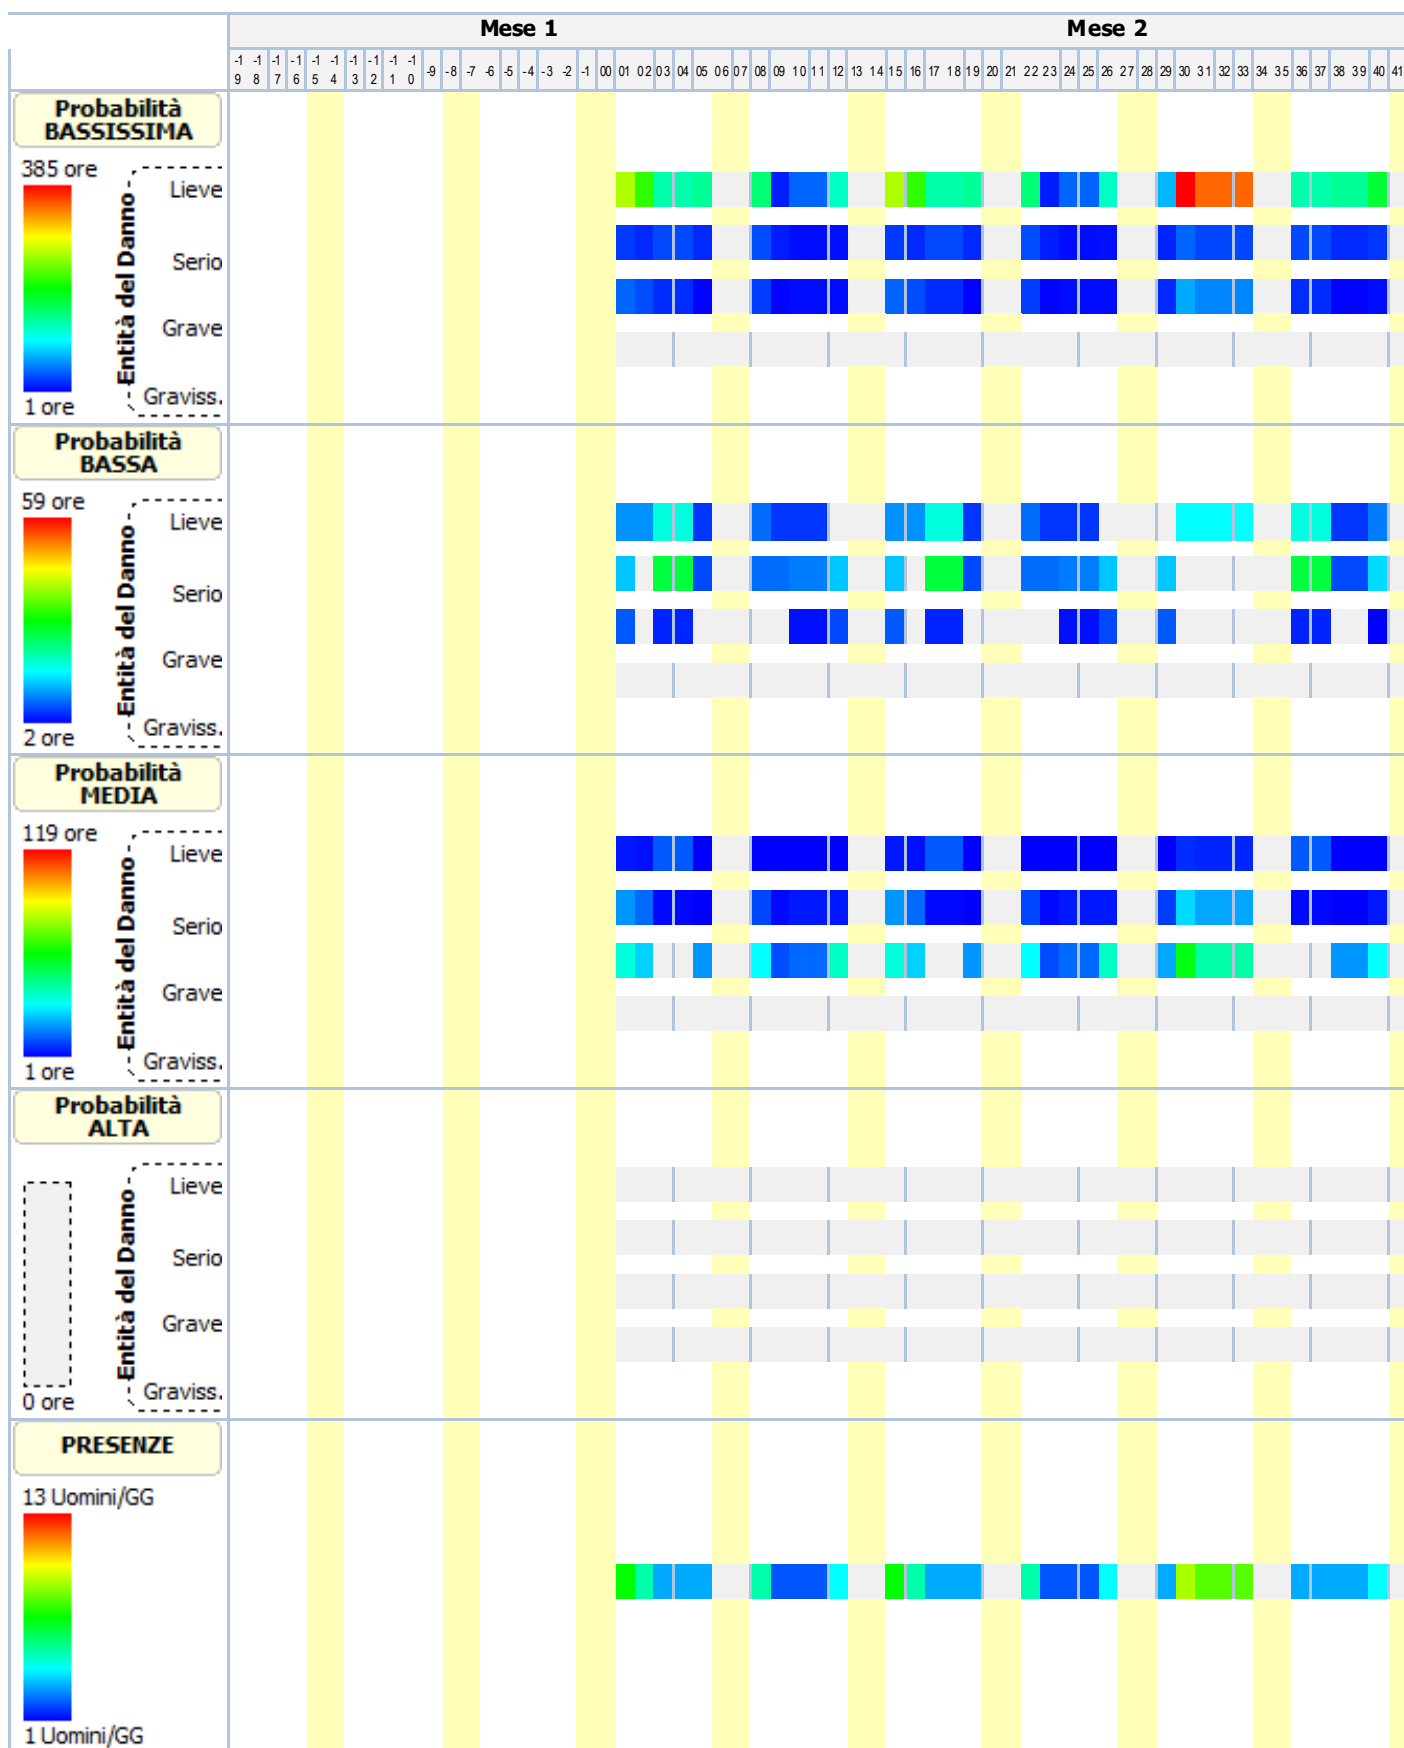 Mese 1 Mese 2
-19 -18 -17 -16 -15 -14 -13 -12 -11 -10 -9 -8 -7 -6 -5 -4 -3 -2 -1 00 01 02 03 04 05 06 07 08 09 10 11 12 13 14 15 16 17 18 19 20 21 22 23 24 25 26 27 28 29 30 31 32 33 34 35 36 37 38 39 40 41
Probabilità
BASSISSIMA
385 ore
Entità del Danno
Lieve
Serio
Grave
Graviss.
1 ore
Probabilità
BASSA
59 ore
Entità del Danno
Lieve
Serio
Grave
Graviss.
2 ore
Probabilità
MEDIA
119 ore
Entità del Danno
Lieve
Serio
Grave
Graviss.
1 ore
Probabilità
ALTA
Entità del Danno
Lieve
Serio
Grave
Graviss.
0 ore
PRESENZE
13 Uomini/GG
1 Uomini/GG